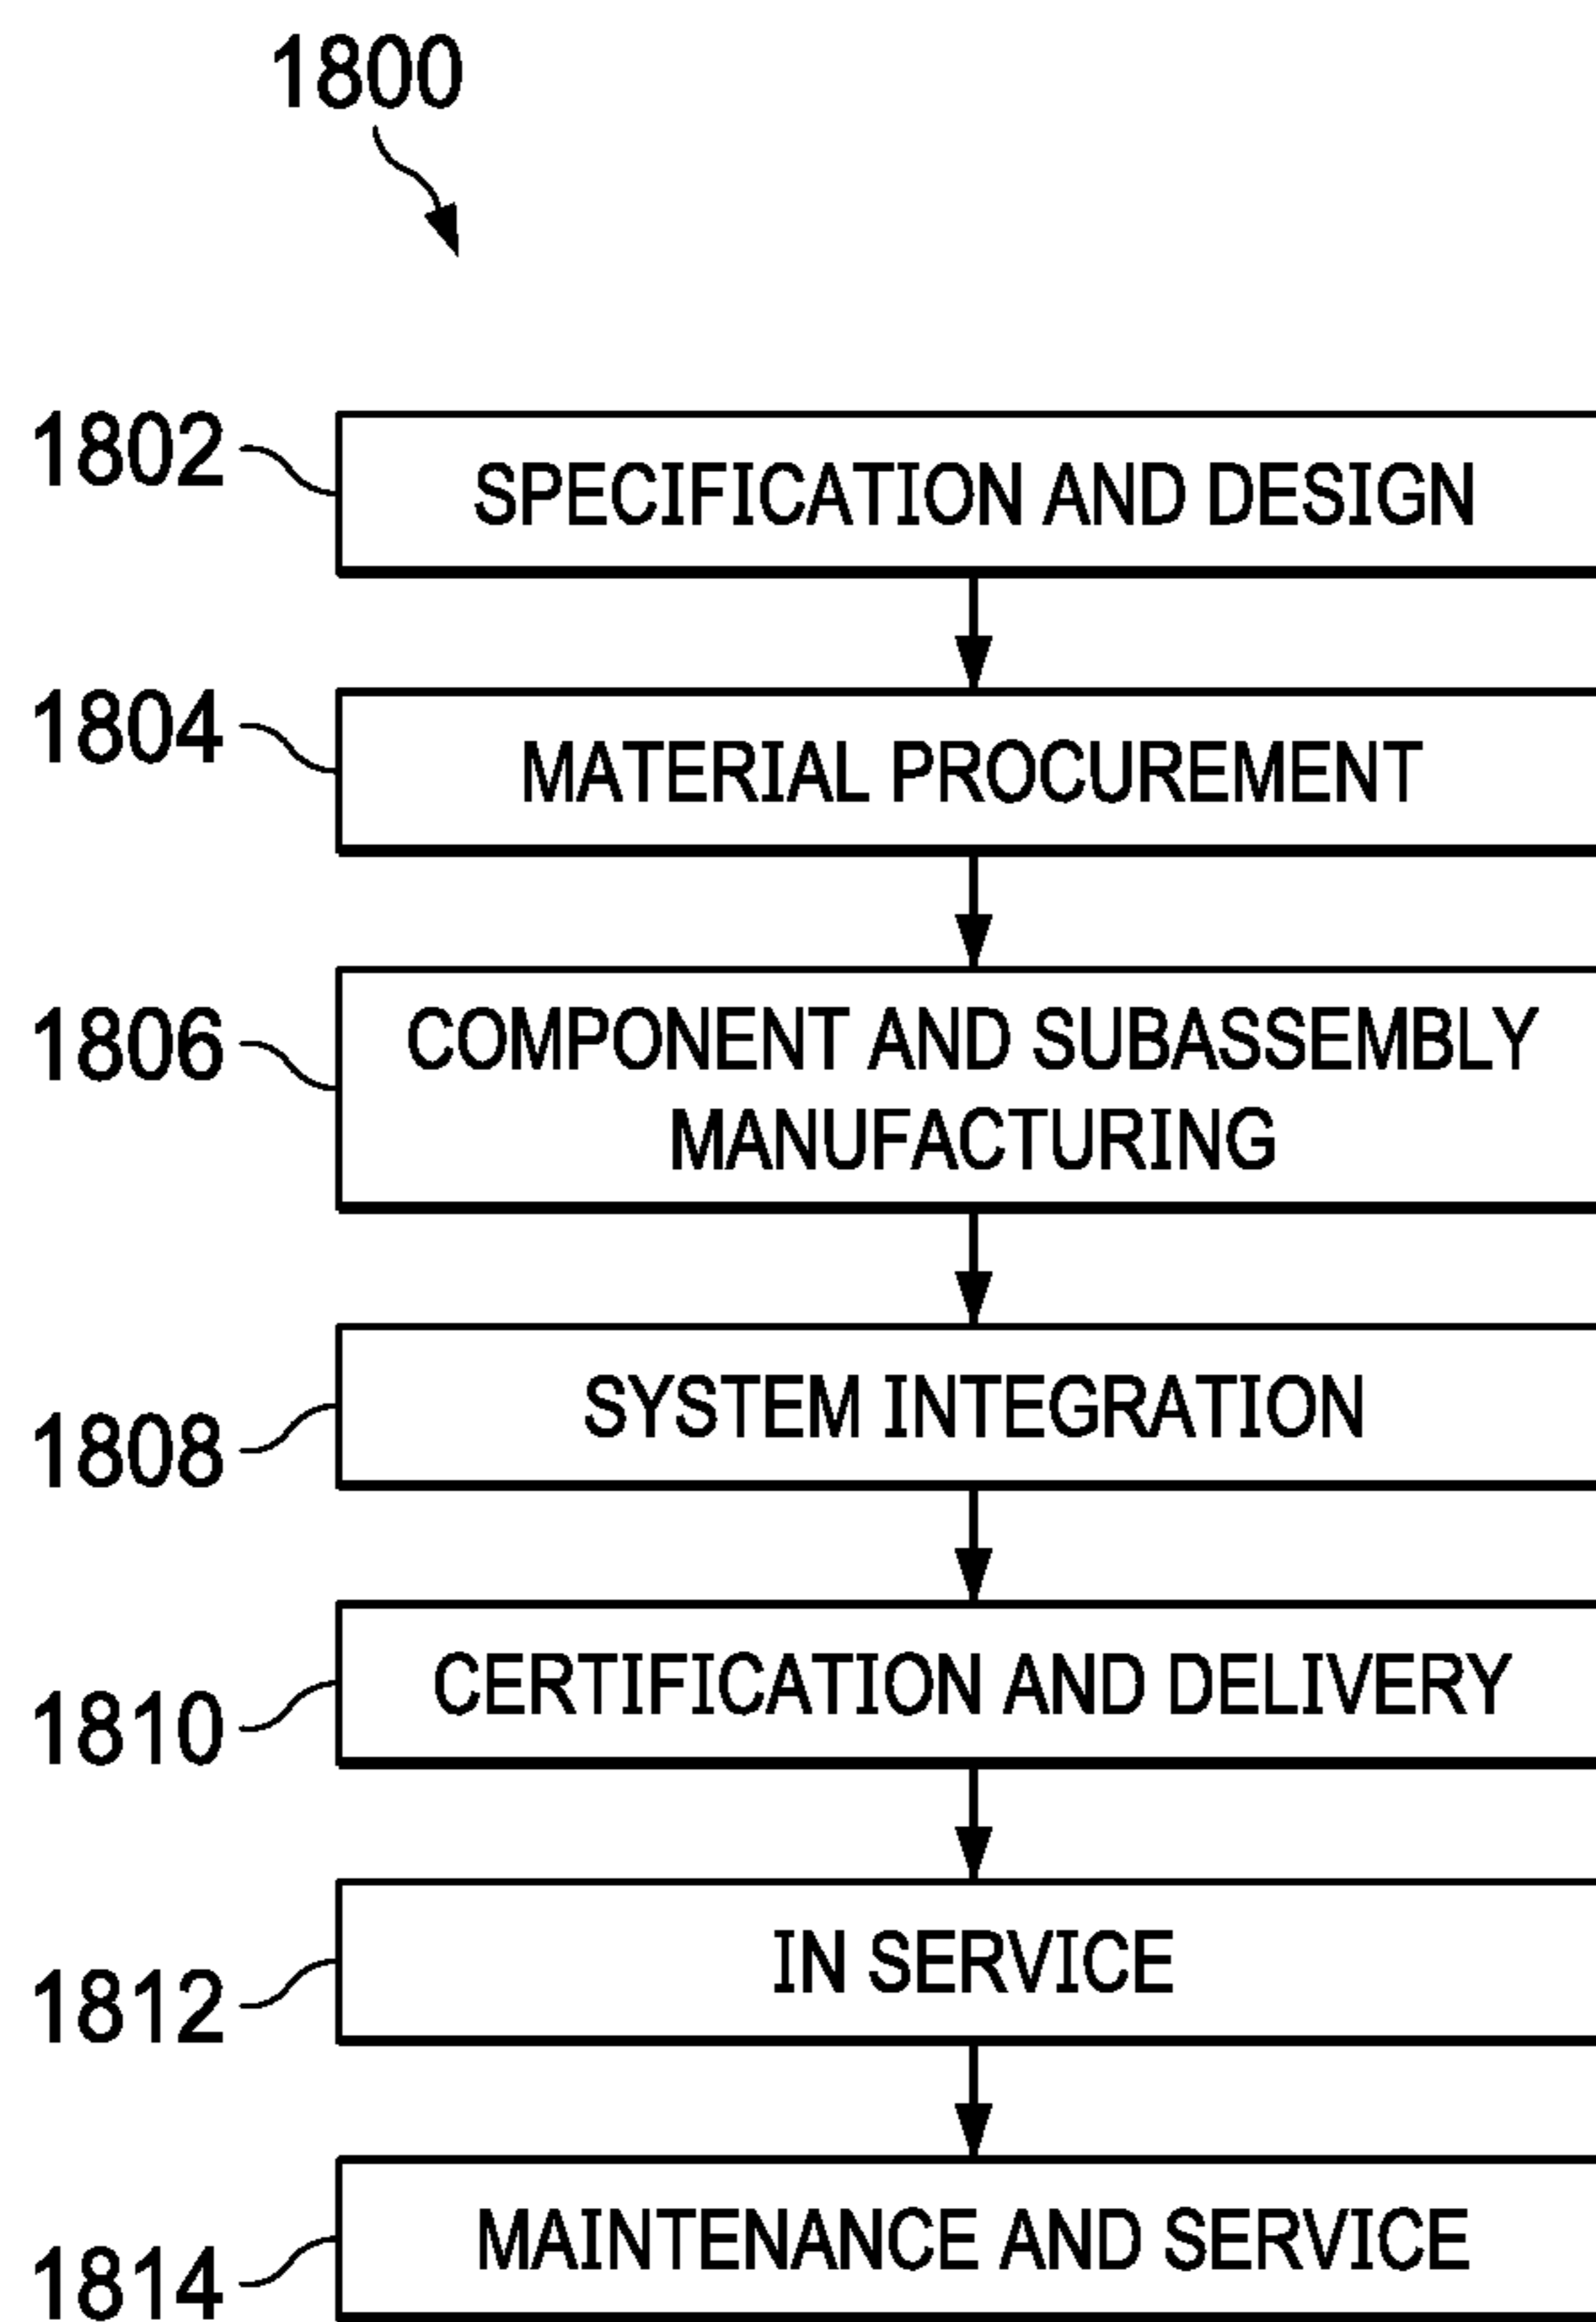 1800
1802
SPECIFICATION AND DESIGN
1804
MATERIAL PROCUREMENT
1806
COMPONENT AND SUBASSEMBLY
MANUFACTURING
1808
SYSTEM INTEGRATION
1810
CERTIFICATION AND DELIVERY
1812
IN SERVICE
1814
MAINTENANCE AND SERVICE